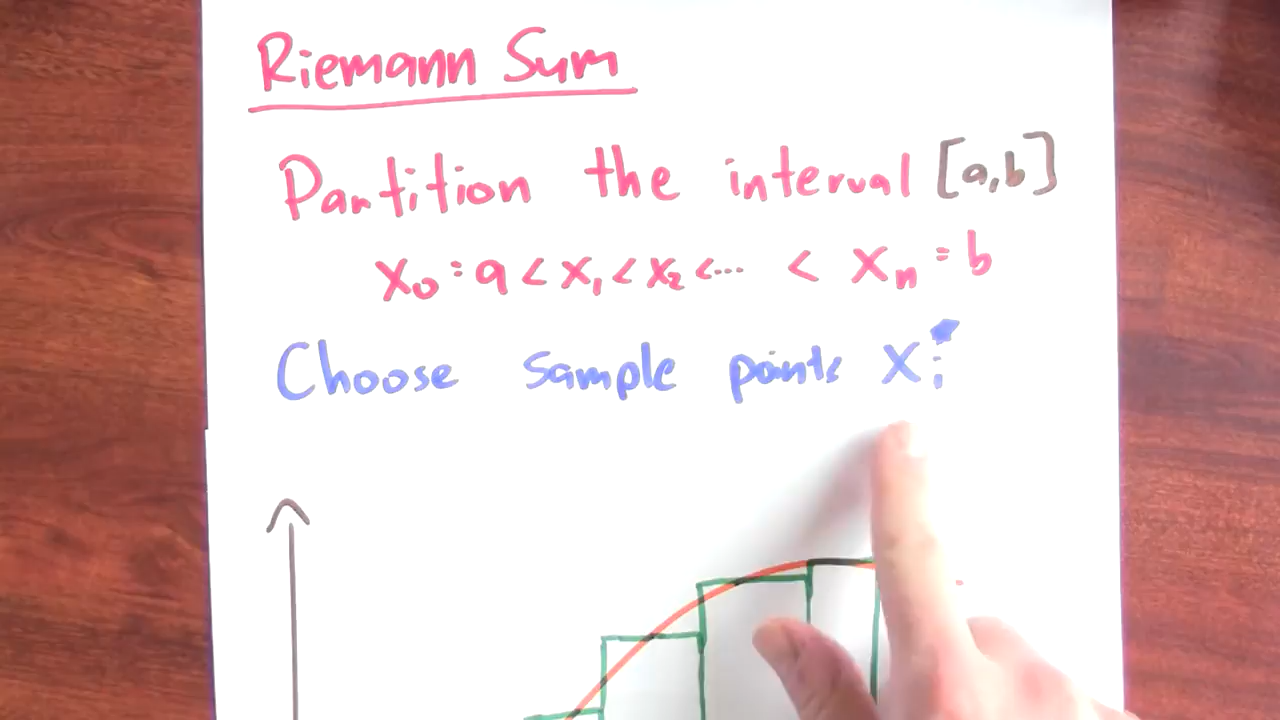 Riemann Sum
Partition the interval [a,b]
x₀ = a < x₁ < x₂ < ... < xₙ = b
Choose sample points xᵢ*